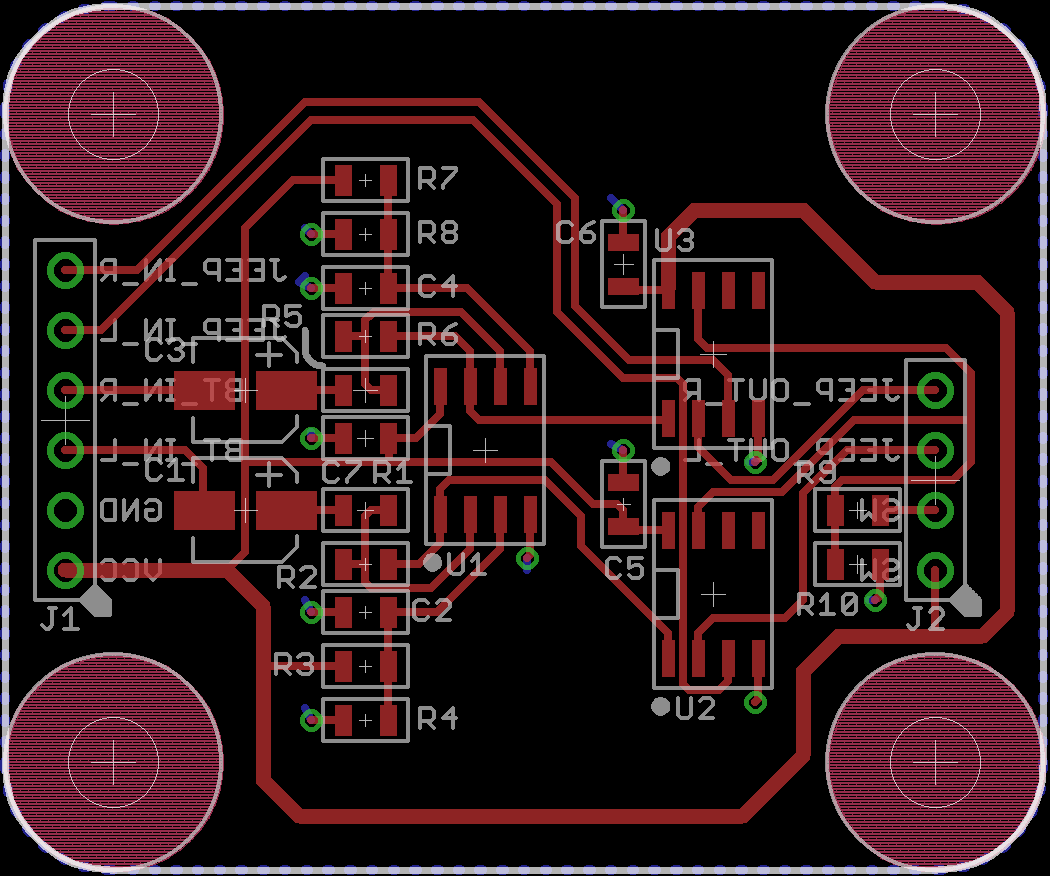 R7
R8
C6
U3
JEEP_IN_R
C4
R5
JEEP_IN_L
R6
C3
+
BT_IN_R
JEEP_OUT_R
BT_IN_L
JEEP_OUT_L
C1
+
C7
R1
R9
GND
SW
U1
VCC
R2
C5
SW
J1
C2
R10
J2
R3
R4
U2